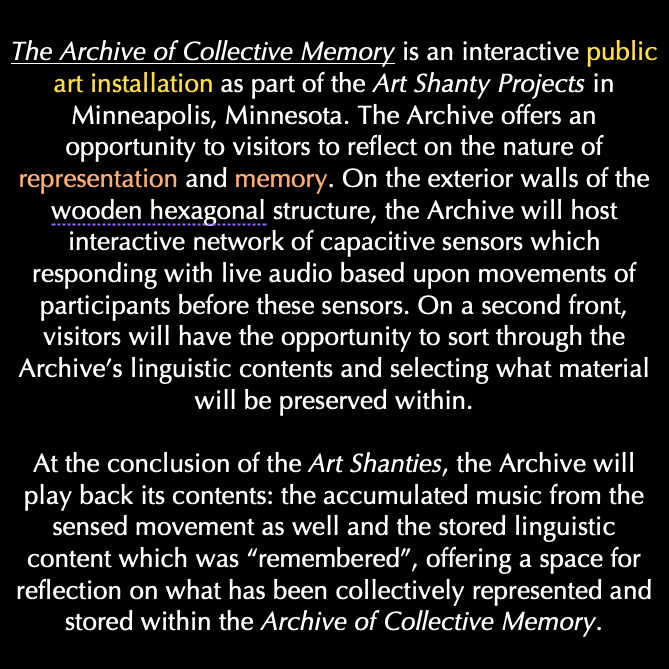 The Archive of Collective Memory is an interactive public
art installation as part of the Art Shanty Projects in
Minneapolis, Minnesota. The Archive offers an
opportunity to visitors to reflect on the nature of
representation and memory. On the exterior walls of the
wooden hexagonal structure, the Archive will host
interactive network of capacitive sensors which
responding with live audio based upon movements of
participants before these sensors. On a second front,
visitors will have the opportunity to sort through the
Archive’s linguistic contents and selecting what material
will be preserved within.
At the conclusion of the Art Shanties, the Archive will
play back its contents: the accumulated music from the
sensed movement as well and the stored linguistic
content which was “remembered”, offering a space for
reflection on what has been collectively represented and
stored within the Archive of Collective Memory.